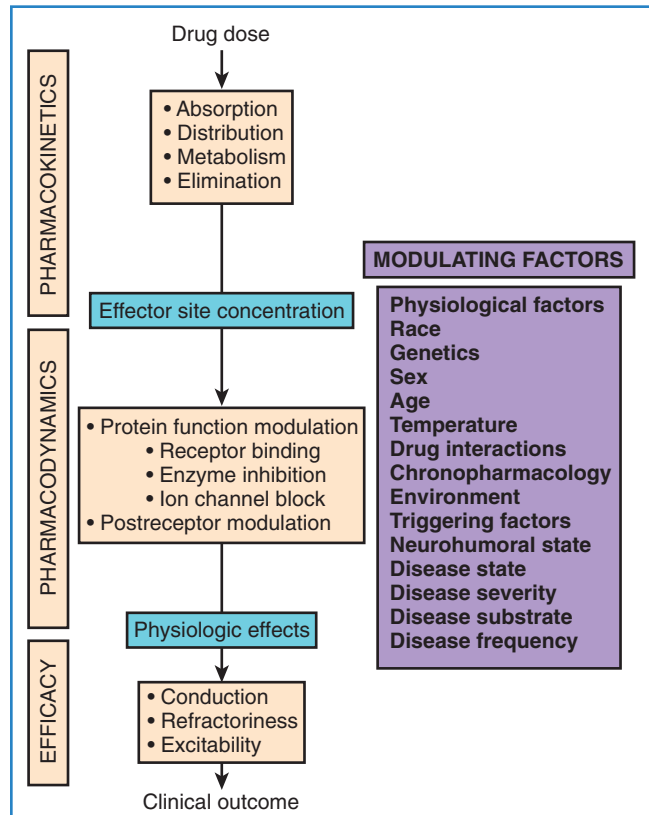 Drug dose
PHARMACOKINETICS
• Absorption
• Distribution
• Metabolism
• Elimination
Effector site concentration
PHARMACODYNAMICS
• Protein function modulation
• Receptor binding
• Enzyme inhibition
• Ion channel block
• Postreceptor modulation
Physiologic effects
EFFICACY
• Conduction
• Refractoriness
• Excitability
Clinical outcome
MODULATING FACTORS
Physiological factors
Race
Genetics
Sex
Age
Temperature
Drug interactions
Chronopharmacology
Environment
Triggering factors
Neurohumoral state
Disease state
Disease severity
Disease substrate
Disease frequency